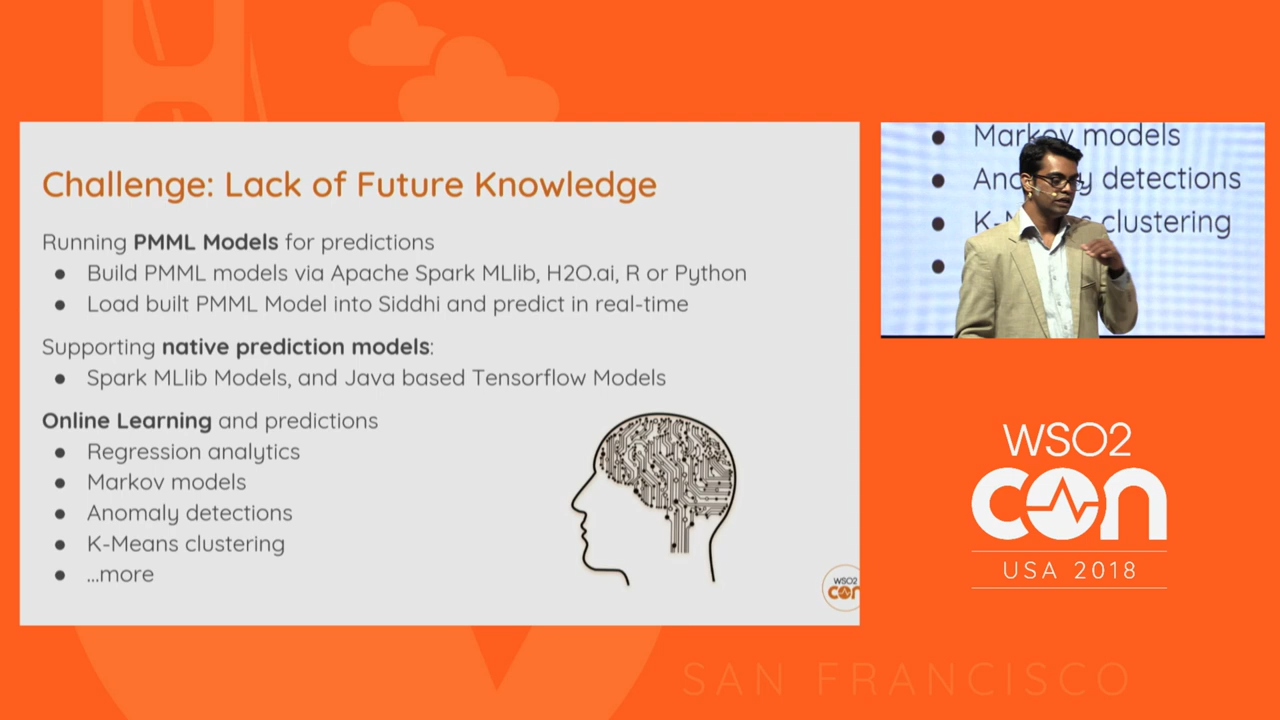 Challenge: Lack of Future Knowledge
Running PMML Models for predictions
● Build PMML models via Apache Spark MLlib, H2O.ai, R or Python
● Load built PMML Model into Siddhi and predict in real-time
Supporting native prediction models:
● Spark MLlib Models, and Java based Tensorflow Models
Online Learning and predictions
● Regression analytics
● Markov models
● Anomaly detections
● K-Means clustering
● ...more
WSO2
con
● Markov models
● Anomaly detections
● K-Means clustering
●
WSO2
con
USA 2018
SAN FRANCISCO